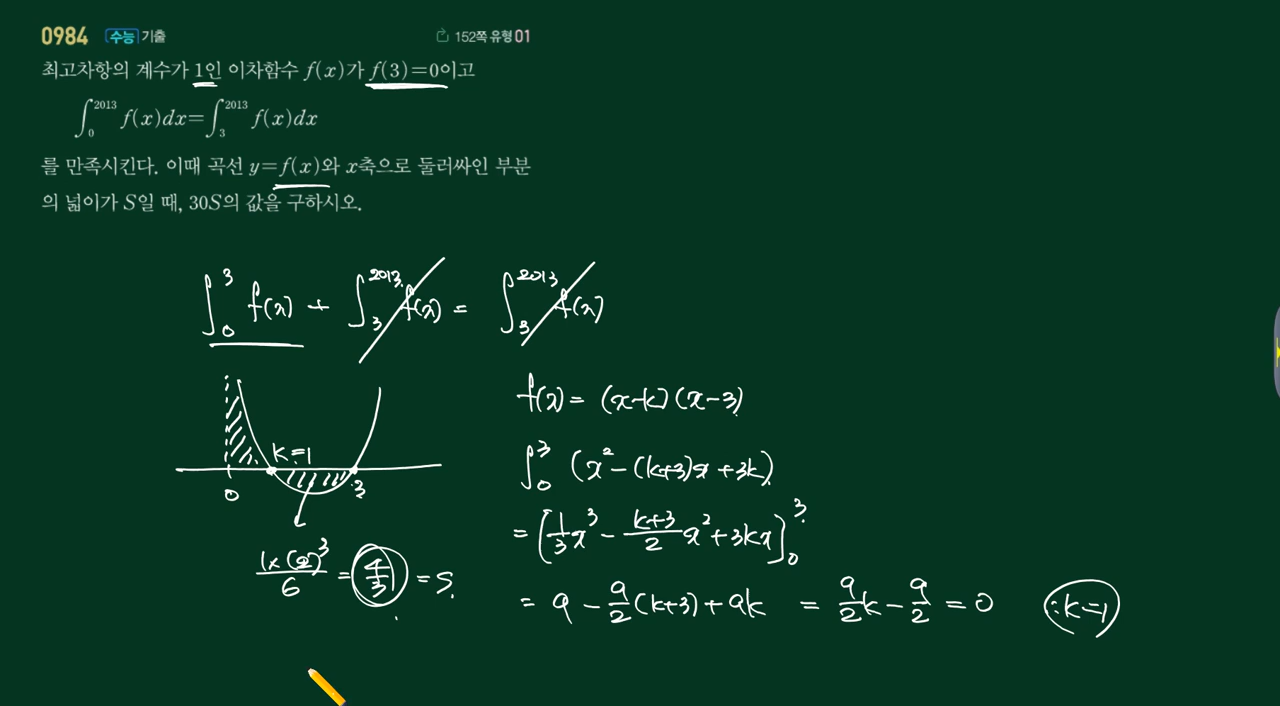 0984 수능 기출 152쪽 유형 01
최고차항의 계수가 1인 이차함수 f(x)가 f(3)=0이고
∫₀²⁰¹³ f(x)dx=∫₃²⁰¹³ f(x)dx
를 만족시킨다. 이때 곡선 y=f(x)와 x축으로 둘러싸인 부분
의 넓이가 S일 때, 30S의 값을 구하시오.
∫₀³ f(x) + ∫₃²⁰¹³ f(x) = ∫₃²⁰¹³ f(x)
f(x) = (x-k)(x-3)
k=1
0 3
∫₀³ (x²-(k+3)x+3k)
= [1/3 x³ - (k+3)/2 x² + 3kx]₀³
1×(2)³/6 = 4/3 = S
= 9 - 9/2(k+3) + 9k = 9/2 k - 9/2 = 0 ∴k=1